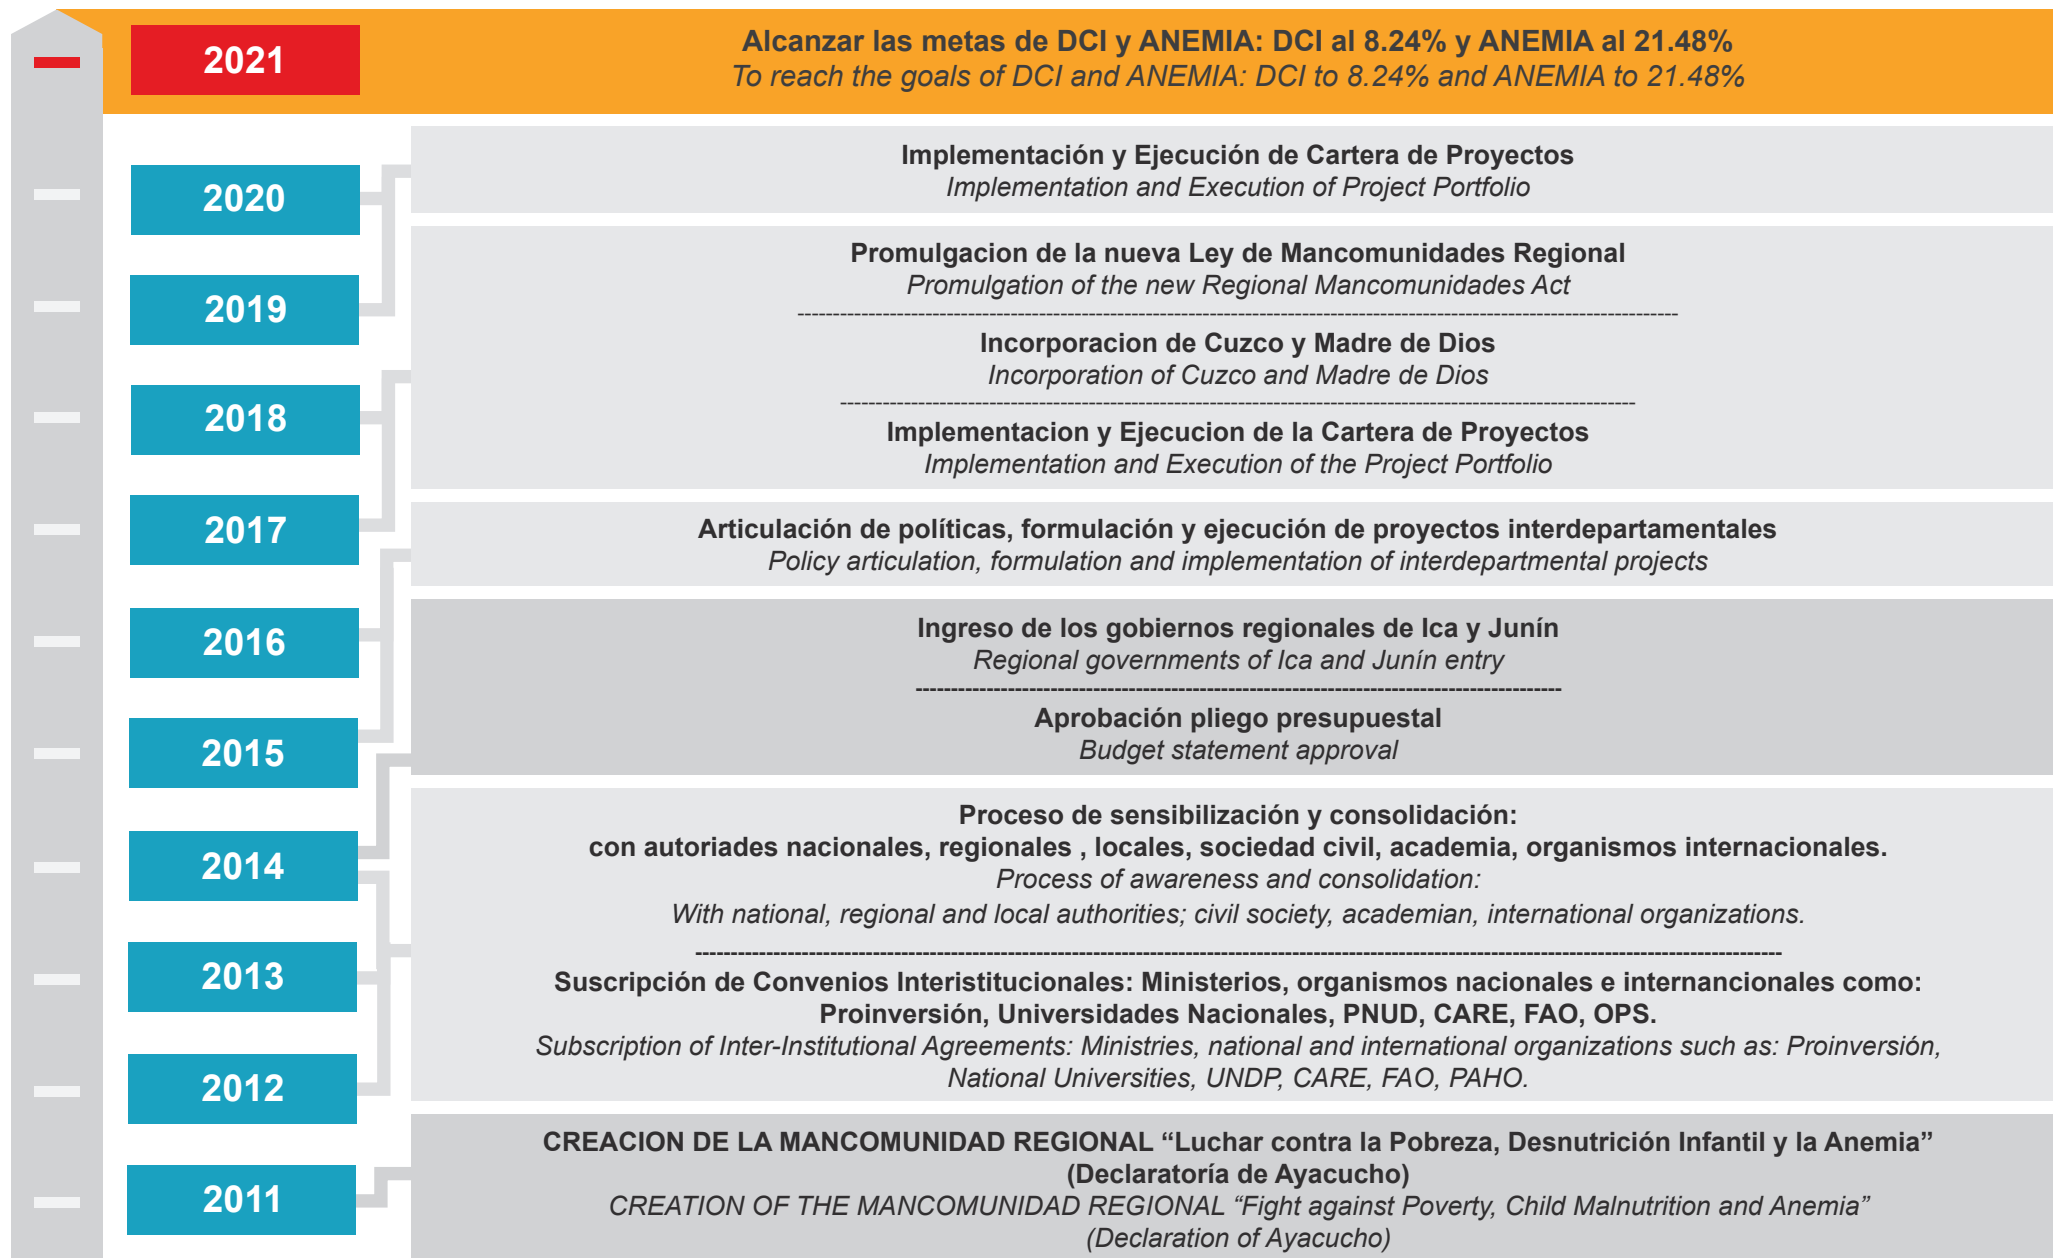 2021
Alcanzar las metas de DCI y ANEMIA: DCI al 8.24% y ANEMIA al 21.48%
To reach the goals of DCI and ANEMIA: DCI to 8.24% and ANEMIA to 21.48%
2020
Implementación y Ejecución de Cartera de Proyectos
Implementation and Execution of Project Portfolio
2019
Promulgacion de la nueva Ley de Mancomunidades Regional
Promulgation of the new Regional Mancomunidades Act
Incorporacion de Cuzco y Madre de Dios
Incorporation of Cuzco and Madre de Dios
2018
Implementacion y Ejecucion de la Cartera de Proyectos
Implementation and Execution of the Project Portfolio
2017
Articulación de políticas, formulación y ejecución de proyectos interdepartamentales
Policy articulation, formulation and implementation of interdepartmental projects
2016
Ingreso de los gobiernos regionales de Ica y Junín
Regional governments of Ica and Junín entry
2015
Aprobación pliego presupuestal
Budget statement approval
2014
Proceso de sensibilización y consolidación:
con autoriades nacionales, regionales , locales, sociedad civil, academia, organismos internacionales.
Process of awareness and consolidation:
With national, regional and local authorities; civil society, academian, international organizations.
2013
Suscripción de Convenios Interistitucionales: Ministerios, organismos nacionales e internancionales como:
Proinversión, Universidades Nacionales, PNUD, CARE, FAO, OPS.
Subscription of Inter-Institutional Agreements: Ministries, national and international organizations such as: Proinversión,
National Universities, UNDP, CARE, FAO, PAHO.
2012
2011
CREACION DE LA MANCOMUNIDAD REGIONAL “Luchar contra la Pobreza, Desnutrición Infantil y la Anemia”
(Declaratoría de Ayacucho)
CREATION OF THE MANCOMUNIDAD REGIONAL “Fight against Poverty, Child Malnutrition and Anemia”
(Declaration of Ayacucho)